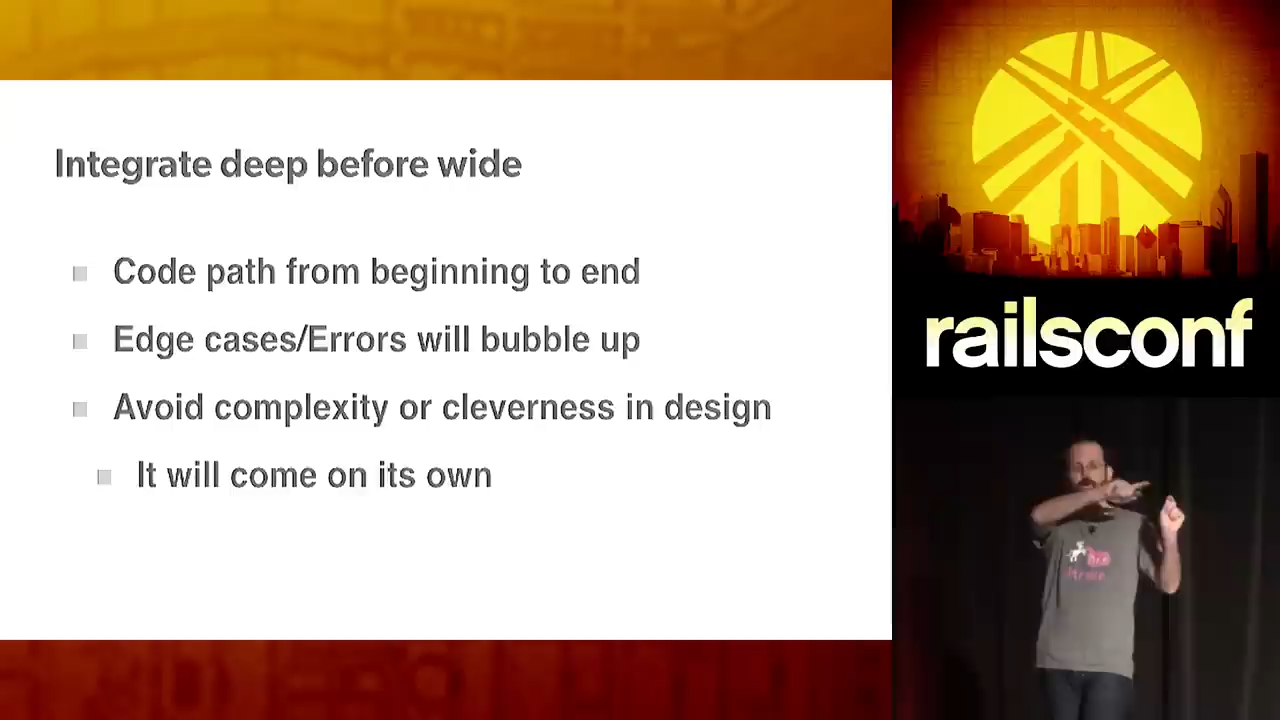 Integrate deep before wide
Code path from beginning to end
Edge cases/Errors will bubble up
Avoid complexity or cleverness in design
It will come on its own
railsconf